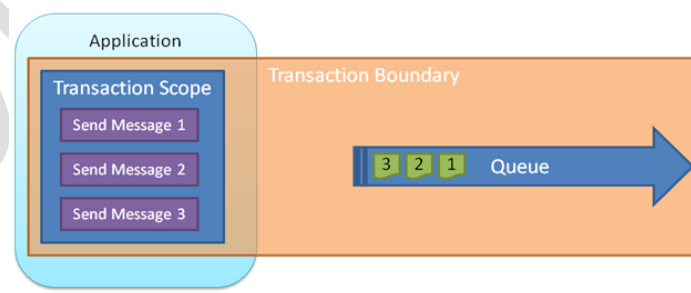 Application
Transaction Scope
Transaction Boundary
Send Message 1
Send Message 2
Send Message 3
3 2 1 Queue